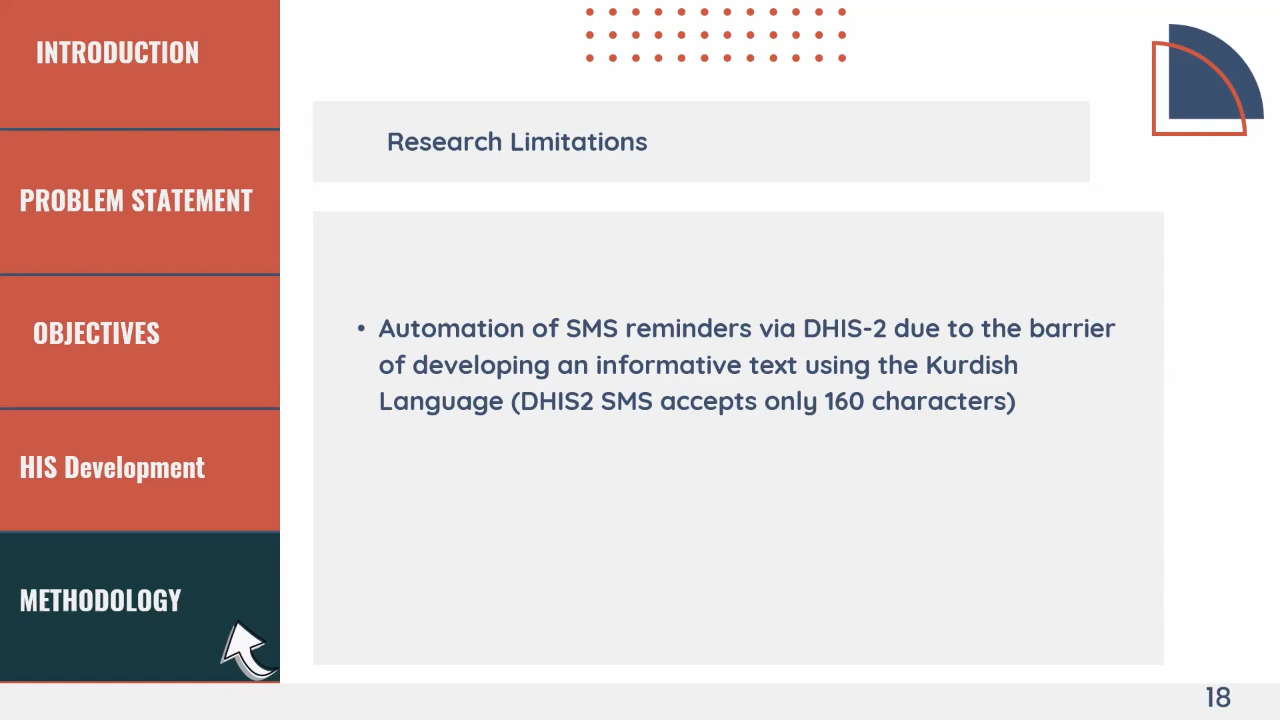 INTRODUCTION
PROBLEM STATEMENT
OBJECTIVES
HIS Development
METHODOLOGY
Research Limitations
• Automation of SMS reminders via DHIS-2 due to the barrier
of developing an informative text using the Kurdish
Language (DHIS2 SMS accepts only 160 characters)
18